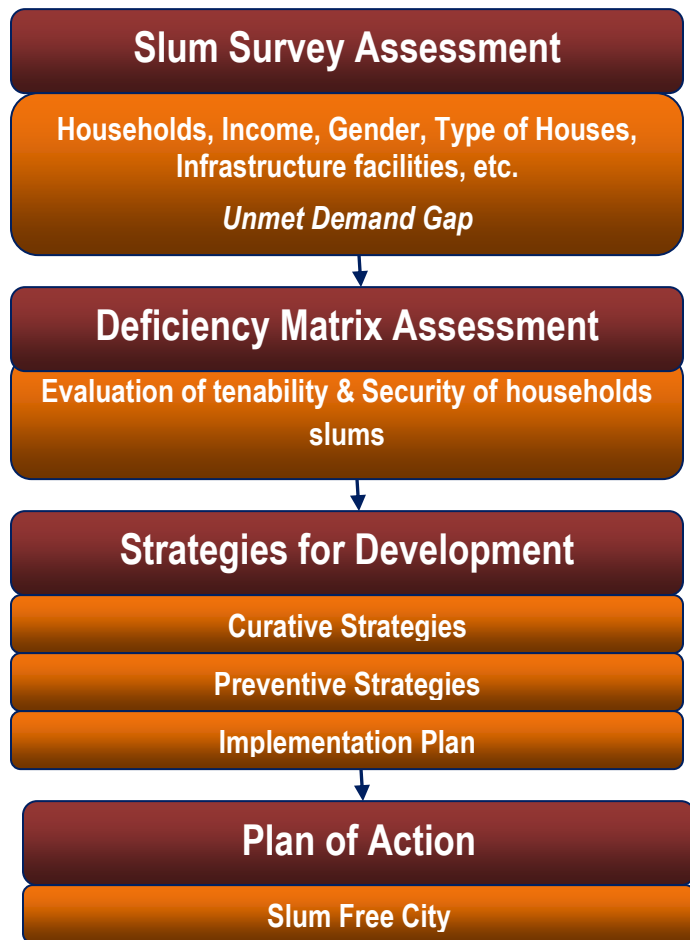 Slum Survey Assessment
Households, Income, Gender, Type of Houses,
Infrastructure facilities, etc.
Unmet Demand Gap
Deficiency Matrix Assessment
Evaluation of tenability & Security of households
slums
Strategies for Development
Curative Strategies
Preventive Strategies
Implementation Plan
Plan of Action
Slum Free City